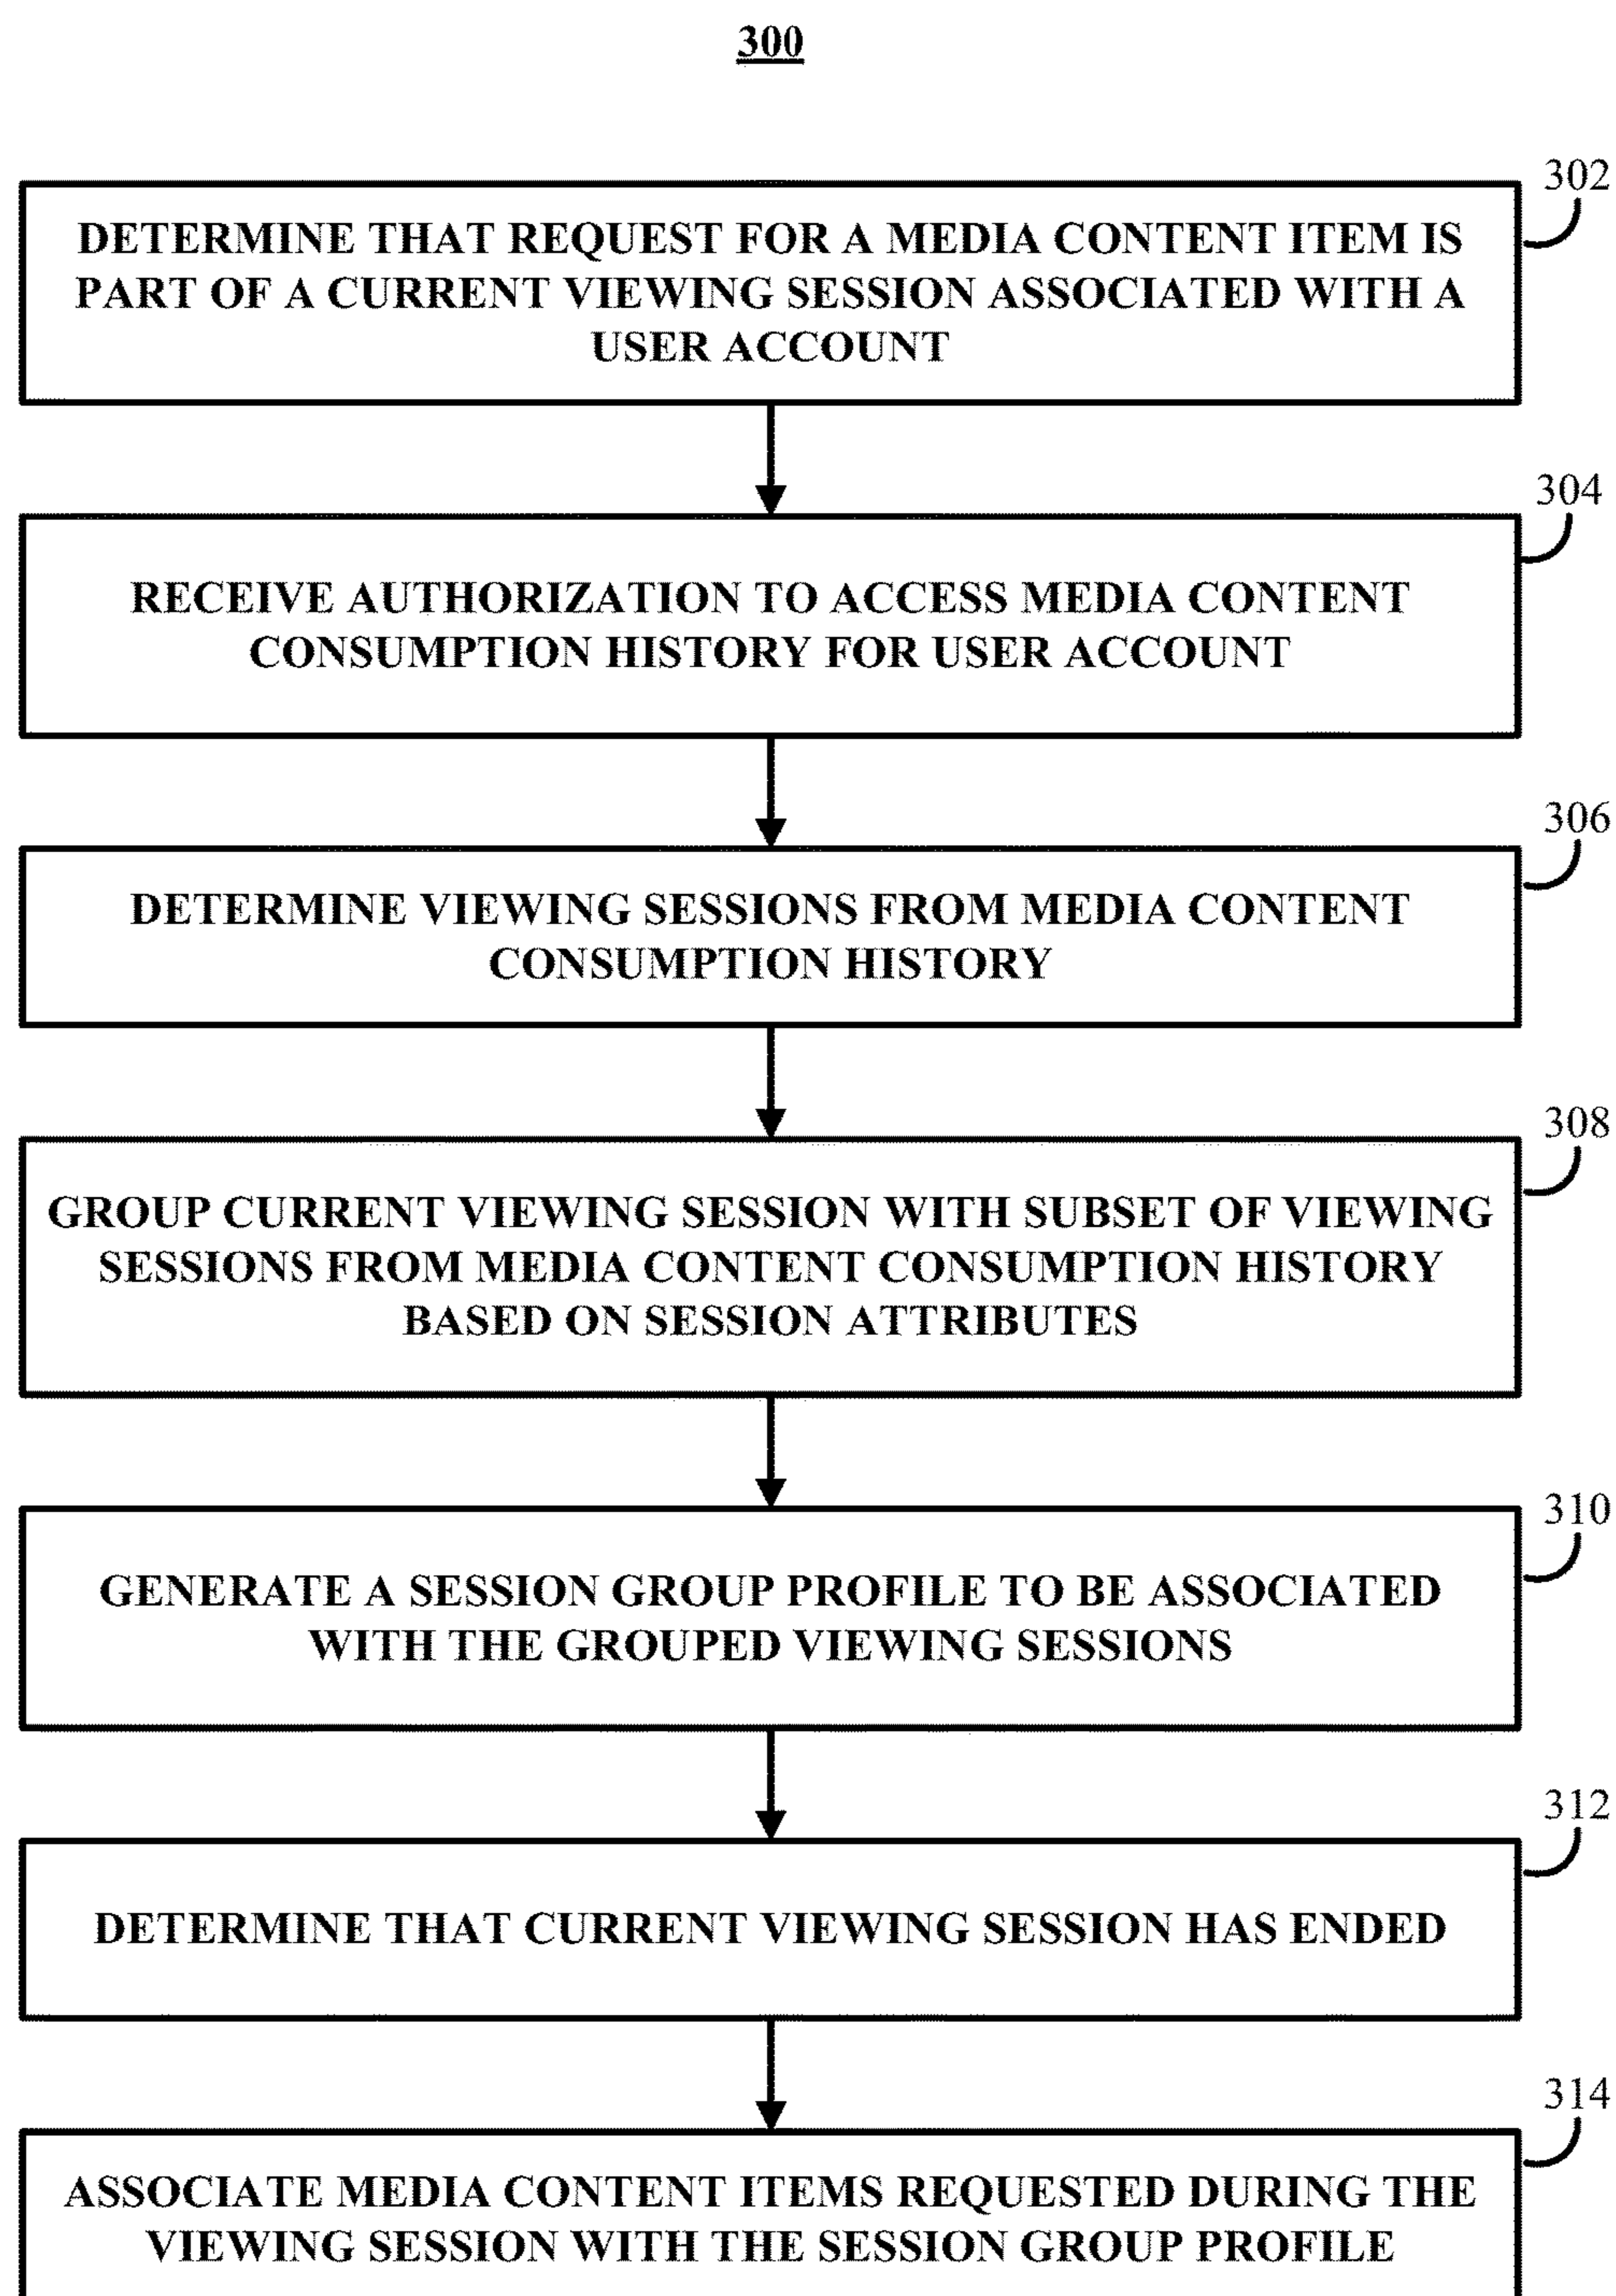 300
302
DETERMINE THAT REQUEST FOR A MEDIA CONTENT ITEM IS
PART OF A CURRENT VIEWING SESSION ASSOCIATED WITH A
USER ACCOUNT
304
RECEIVE AUTHORIZATION TO ACCESS MEDIA CONTENT
CONSUMPTION HISTORY FOR USER ACCOUNT
306
DETERMINE VIEWING SESSIONS FROM MEDIA CONTENT
CONSUMPTION HISTORY
308
GROUP CURRENT VIEWING SESSION WITH SUBSET OF VIEWING
SESSIONS FROM MEDIA CONTENT CONSUMPTION HISTORY
BASED ON SESSION ATTRIBUTES
310
GENERATE A SESSION GROUP PROFILE TO BE ASSOCIATED
WITH THE GROUPED VIEWING SESSIONS
312
DETERMINE THAT CURRENT VIEWING SESSION HAS ENDED
314
ASSOCIATE MEDIA CONTENT ITEMS REQUESTED DURING THE
VIEWING SESSION WITH THE SESSION GROUP PROFILE